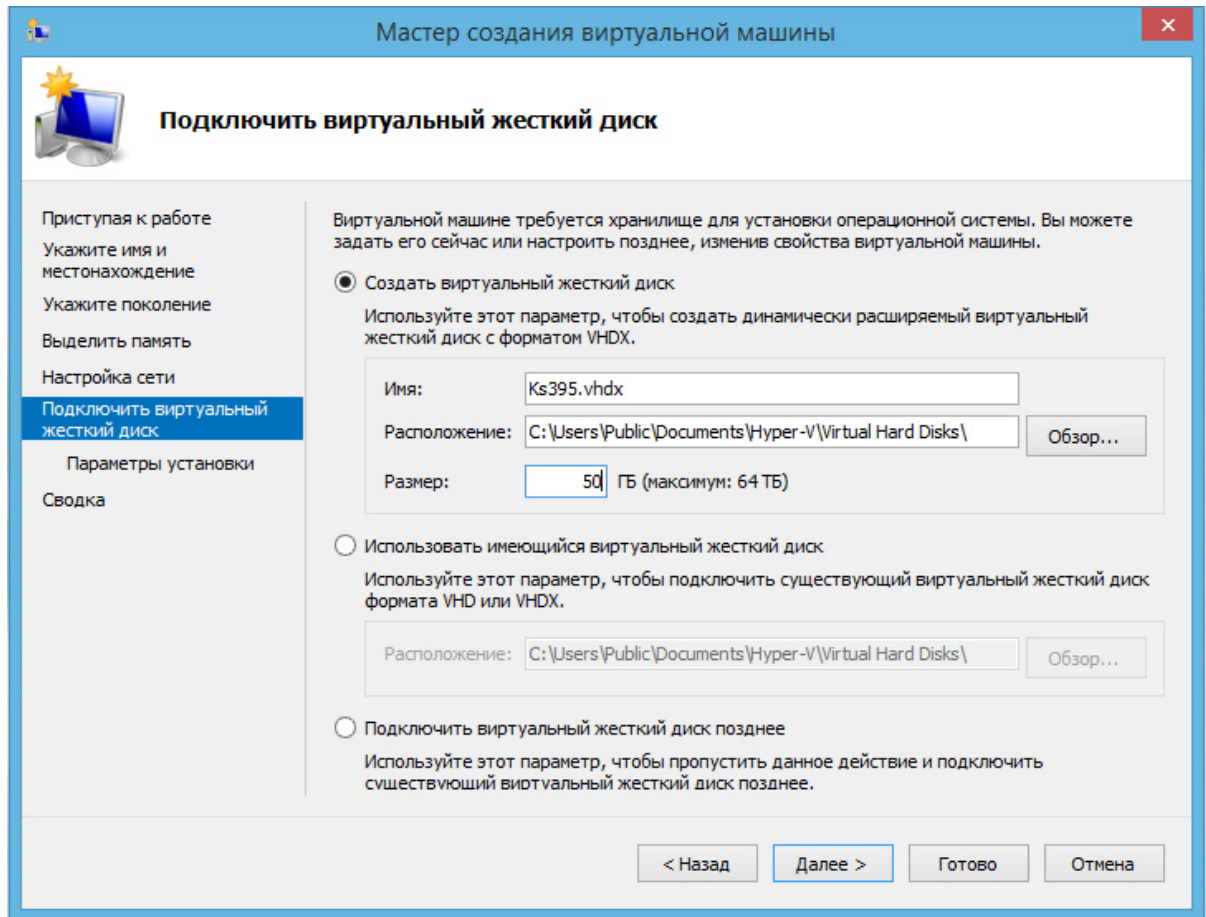 Мастер создания виртуальной машины
Подключить виртуальный жесткий диск
Приступая к работе
Укажите имя и
местонахождение
Укажите поколение
Выделить память
Настройка сети
Подключить виртуальный
жесткий диск
Параметры установки
Сводка
Виртуальной машине требуется хранилище для установки операционной системы. Вы можете
задать его сейчас или настроить позднее, изменив свойства виртуальной машины.
Создать виртуальный жесткий диск
Используйте этот параметр, чтобы создать динамически расширяемый виртуальный
жесткий диск с форматом VHDX.
Имя: Ks395.vhdx
Расположение: C:\Users\Public\Documents\Hyper-V\Virtual Hard Disks\ Обзор...
Размер: 50 ГБ (максимум: 64 ТБ)
Использовать имеющийся виртуальный жесткий диск
Используйте этот параметр, чтобы подключить существующий виртуальный жесткий диск
формата VHD или VHDX.
Расположение: C:\Users\Public\Documents\Hyper-V\Virtual Hard Disks\ Обзор...
Подключить виртуальный жесткий диск позднее
Используйте этот параметр, чтобы пропустить данное действие и подключить
существующий виртуальный жесткий диск позднее.
< Назад Далее > Готово Отмена